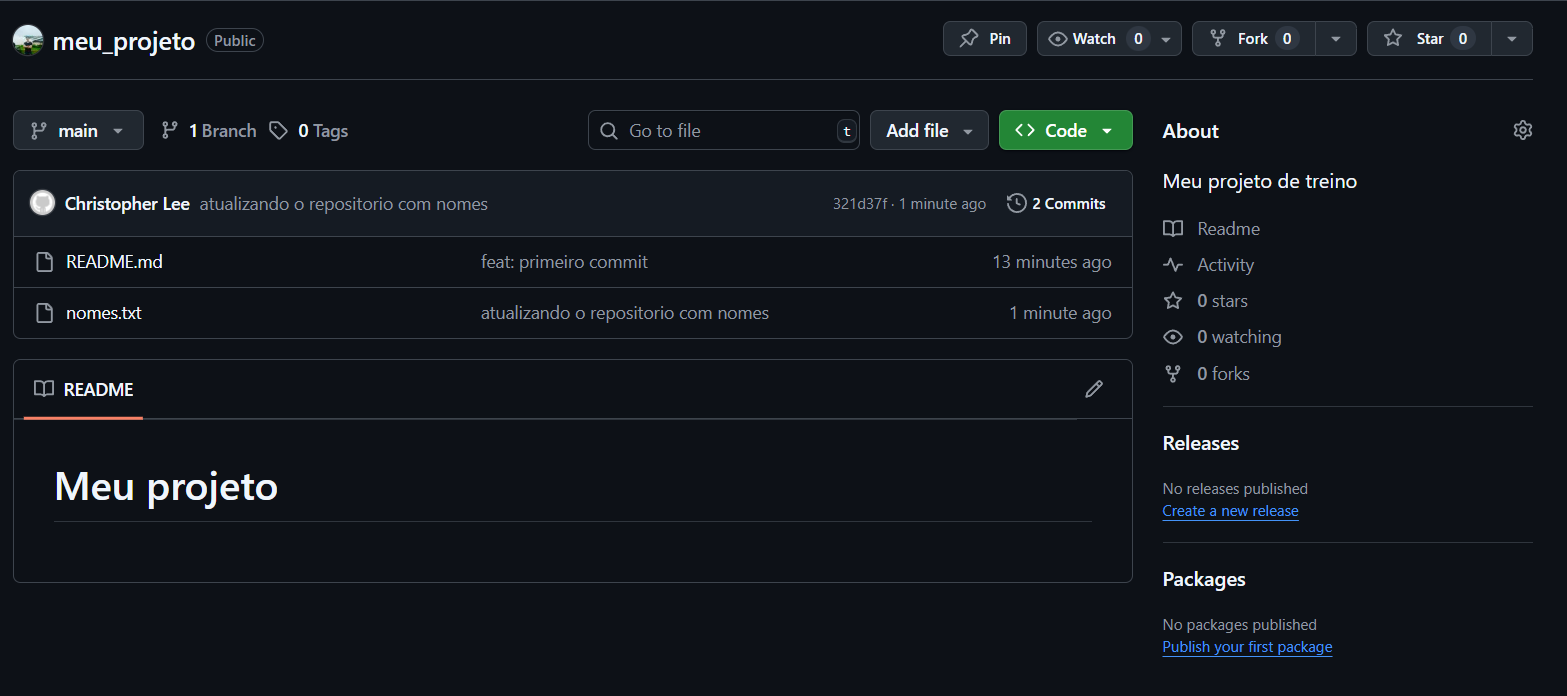 meu_projeto Public Pin Watch 0 Fork 0 Star 0
main 1 Branch 0 Tags Go to file t Add file Code
Christopher Lee atualizando o repositorio com nomes 321d37f · 1 minute ago 2 Commits
README.md feat: primeiro commit 13 minutes ago
nomes.txt atualizando o repositorio com nomes 1 minute ago
README
Meu projeto
About
Meu projeto de treino
Readme
Activity
0 stars
0 watching
0 forks
Releases
No releases published
Create a new release
Packages
No packages published
Publish your first package